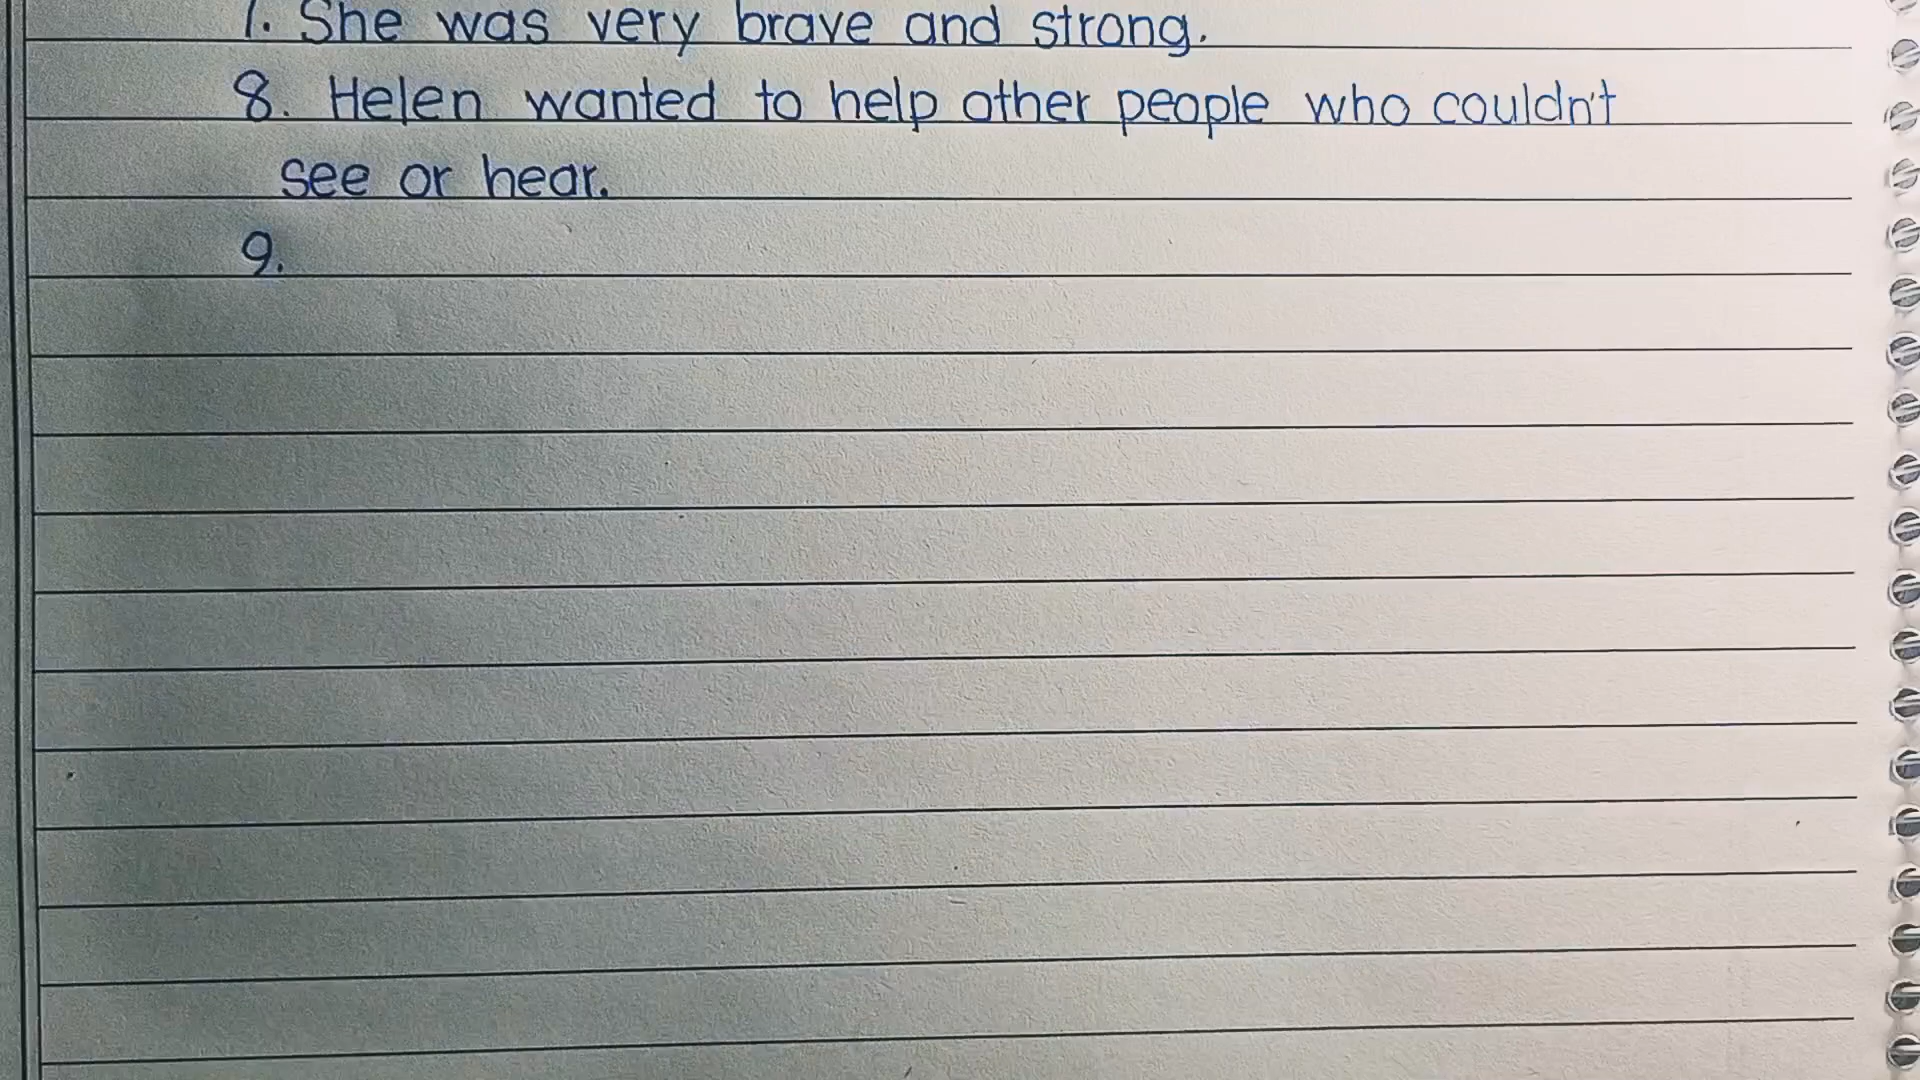 7. She was very brave and strong.
8. Helen wanted to help other people who couldn't
see or hear.
9.